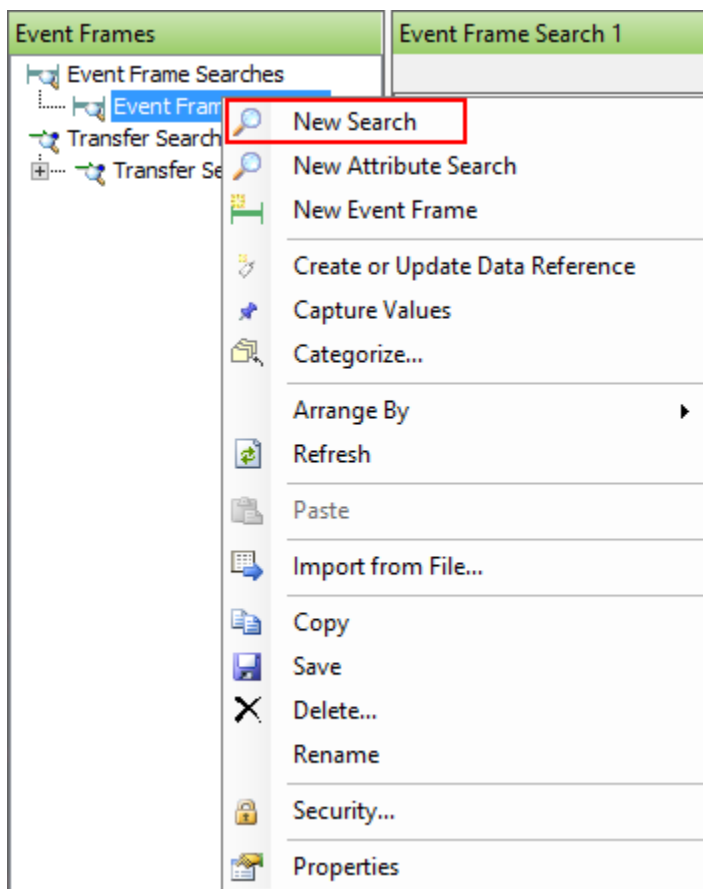 Event Frames
Event Frame Search 1
Event Frame Searches
Event Fram
Transfer Search
Transfer Se
New Search
New Attribute Search
New Event Frame
Create or Update Data Reference
Capture Values
Categorize...
Arrange By
Refresh
Paste
Import from File...
Copy
Save
Delete...
Rename
Security...
Properties